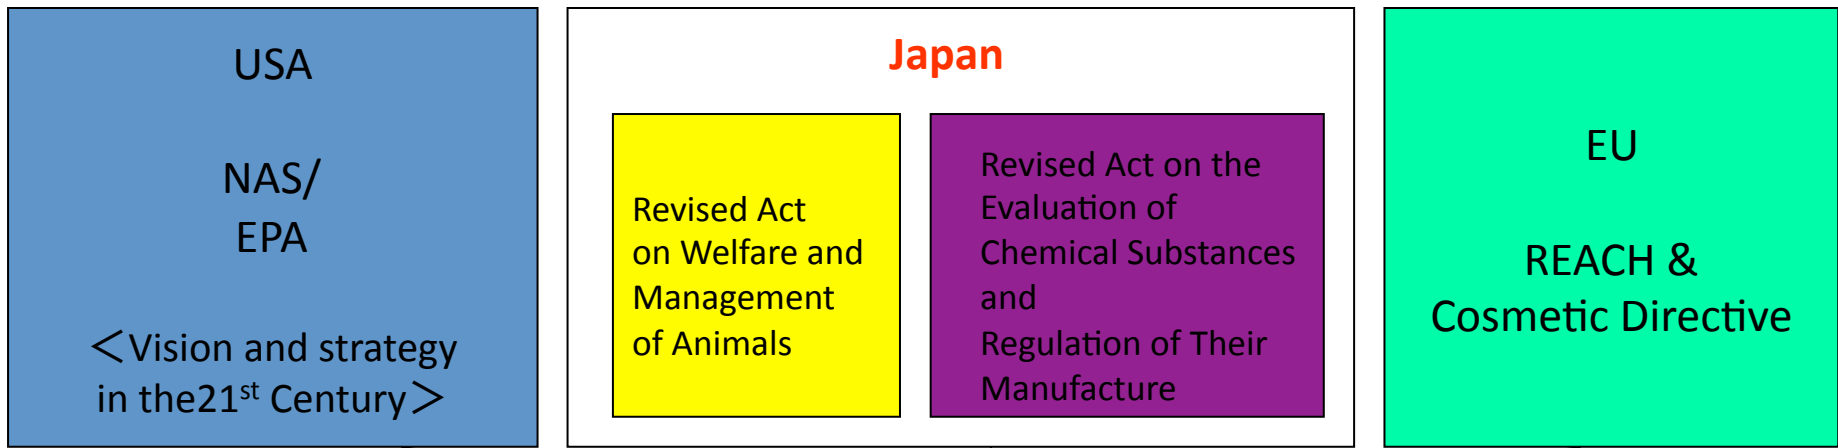 USA
NAS/
EPA
＜Vision and strategy
in the21st Century＞
Japan
Revised Act
on Welfare and
Management
of Animals
Revised Act on the
Evaluation of
Chemical Substances
and
Regulation of Their
Manufacture
EU
REACH &
Cosmetic Directive